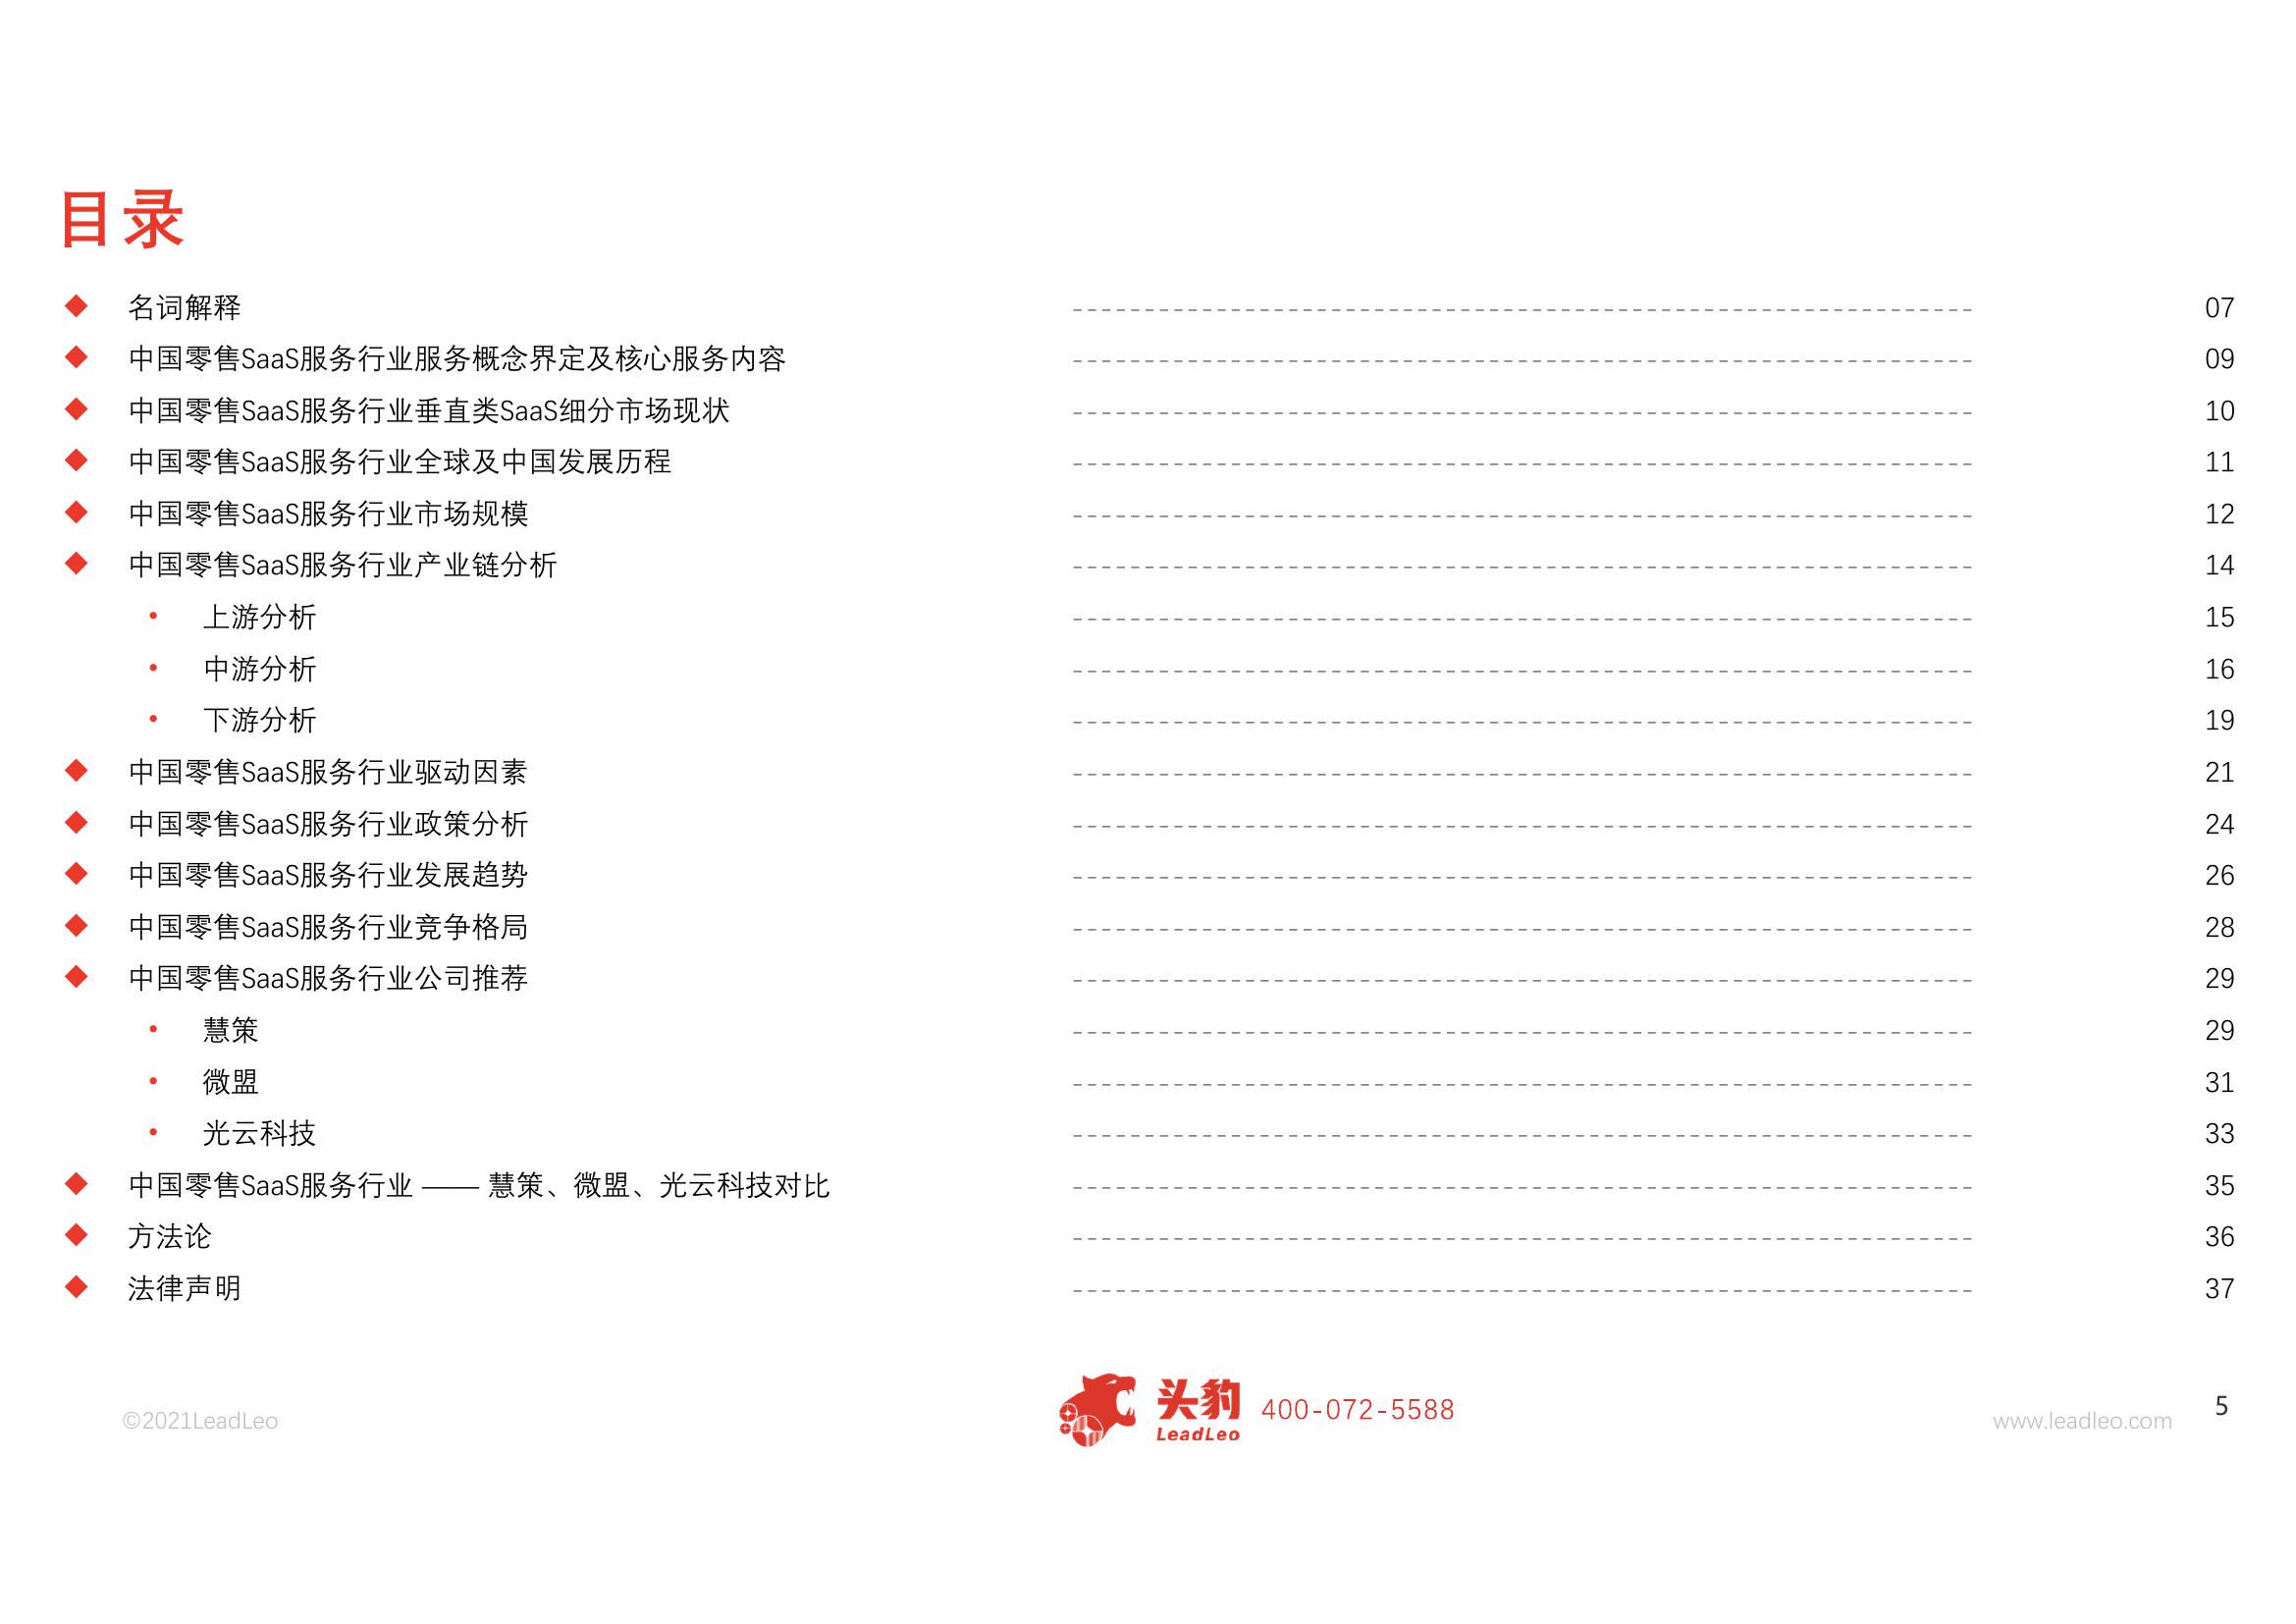 目录
名词解释 07
中国零售SaaS服务行业服务概念界定及核心服务内容 09
中国零售SaaS服务行业垂直类SaaS细分市场现状 10
中国零售SaaS服务行业全球及中国发展历程 11
中国零售SaaS服务行业市场规模 12
中国零售SaaS服务行业产业链分析 14
• 上游分析 15
• 中游分析 16
• 下游分析 19
中国零售SaaS服务行业驱动因素 21
中国零售SaaS服务行业政策分析 24
中国零售SaaS服务行业发展趋势 26
中国零售SaaS服务行业竞争格局 28
中国零售SaaS服务行业公司推荐 29
• 慧策 29
• 微盟 31
• 光云科技 33
中国零售SaaS服务行业 —— 慧策、微盟、光云科技对比 35
方法论 36
法律声明 37
©2021LeadLeo
头豹
LeadLeo
400-072-5588
www.leadleo.com
5